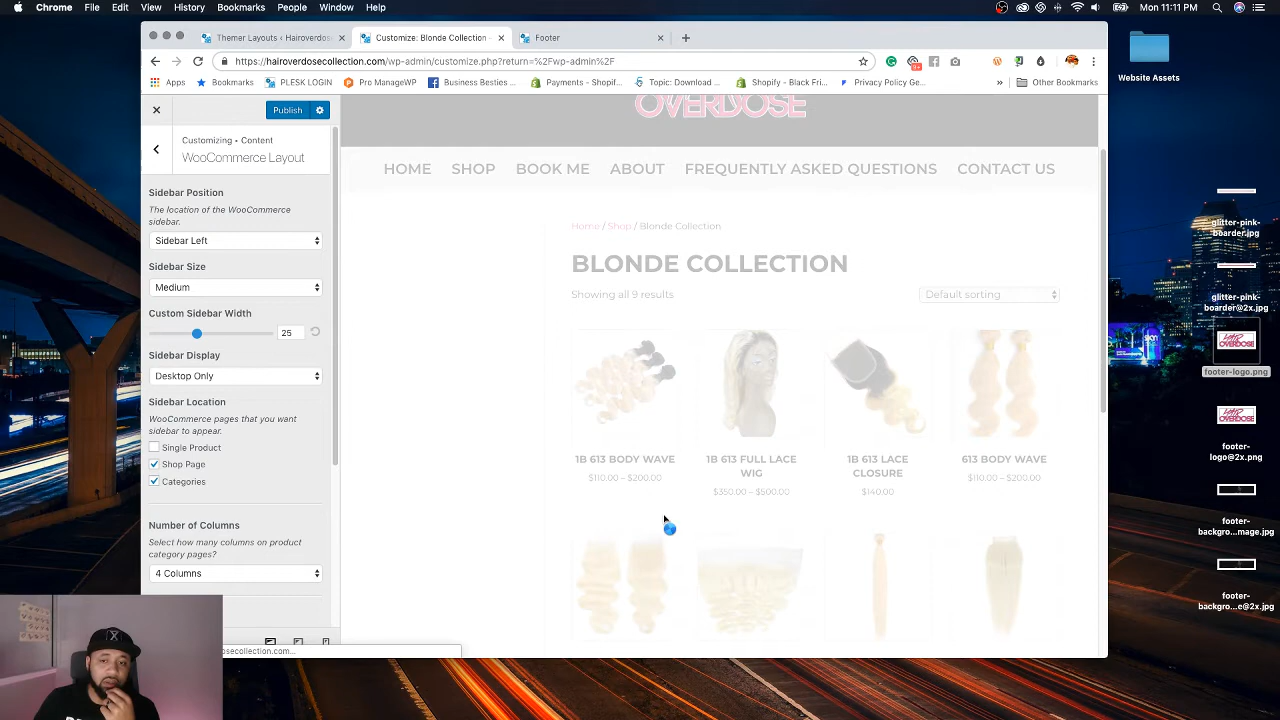 Chrome File Edit View History Bookmarks People Window Help
Mon 11:11 PM
Themer Layouts ‹ Hairoverdos
Customize: Blonde Collection -
Footer
https://hairoverdosecollection.com/wp-admin/customize.php?return=%2Fwp-admin%2F
Apps Bookmarks PLESK LOGIN Pro ManageWP Business Besties ... Payments - Shopif... Topic: Download ... Shopify - Black Fri... Privacy Policy Ge... » Other Bookmarks
Website Assets
Publish
Customizing • Content
WooCommerce Layout
Sidebar Position
The location of the WooCommerce
sidebar.
Sidebar Left
Sidebar Size
Medium
Custom Sidebar Width
25
Sidebar Display
Desktop Only
Sidebar Location
WooCommerce pages that you want
sidebar to appear.
Single Product
Shop Page
Categories
Number of Columns
Select how many columns on product
category pages?
4 Columns
osecollection.com...
OVERDOSE
HOME SHOP BOOK ME ABOUT FREQUENTLY ASKED QUESTIONS CONTACT US
Home / Shop / Blonde Collection
BLONDE COLLECTION
Showing all 9 results
Default sorting
1B 613 BODY WAVE
$110.00 – $200.00
1B 613 FULL LACE
WIG
$350.00 – $500.00
1B 613 LACE
CLOSURE
$140.00
613 BODY WAVE
$110.00 – $200.00
glitter-pink-
boarder.jpg
glitter-pink-
boarder@2x.jpg
footer-logo.png
footer-
logo@2x.png
footer-
backgro...mage.jpg
footer-
backgro...e@2x.jpg